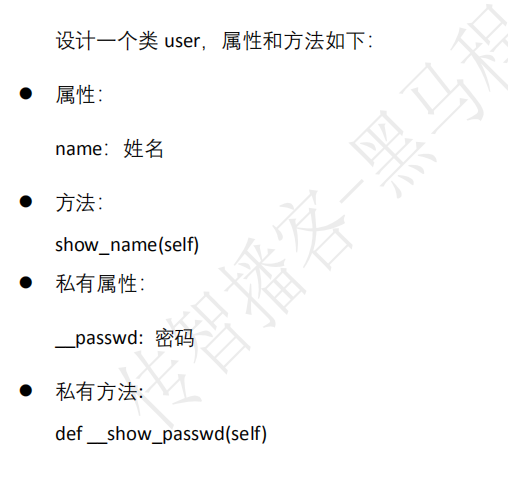 设计一个类 user，属性和方法如下：
● 属性：
name：姓名
● 方法：
show_name(self)
● 私有属性：
__passwd: 密码
● 私有方法:
def __show_passwd(self)
传智播客-黑马程